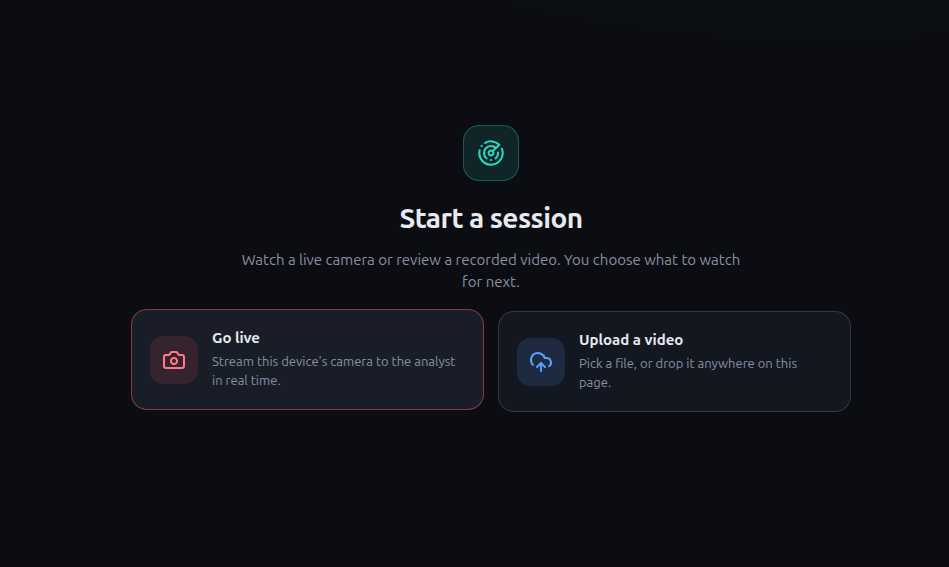 Start a session
Watch a live camera or review a recorded video. You choose what to watch
for next.
Go live
Stream this device's camera to the analyst
in real time.
Upload a video
Pick a file, or drop it anywhere on this
page.